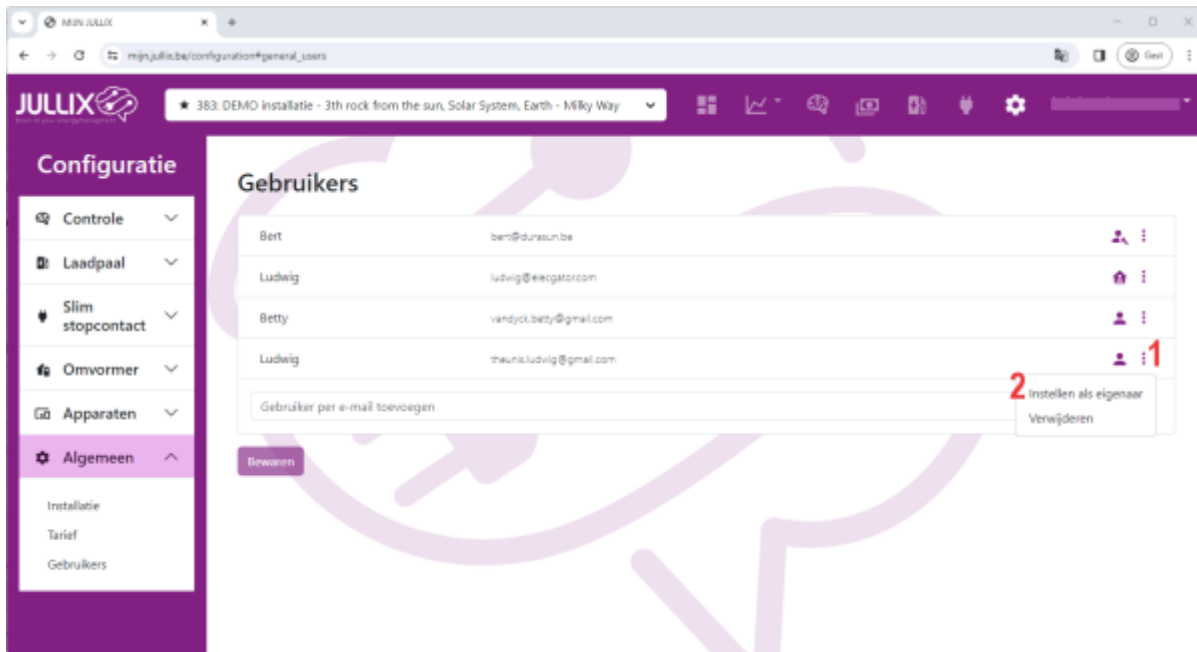 MIJN JULLIX
mijn.jullix.be/configuration#general_users
Gert
JULLIX
★ 383: DEMO installatie - 3th rock from the sun, Solar System, Earth - Milky Way
Configuratie
Controle
Laadpaal
Slim
stopcontact
Omvormer
Apparaten
Algemeen
Installatie
Tarief
Gebruikers
Gebruikers
Bert bert@durasun.be
Ludwig ludwig@elecgator.com
Betty vandyck.betty@gmail.com
Ludwig theunis.ludwig@gmail.com
1
2 Instellen als eigenaar
Verwijderen
Gebruiker per e-mail toevoegen
Bewaren